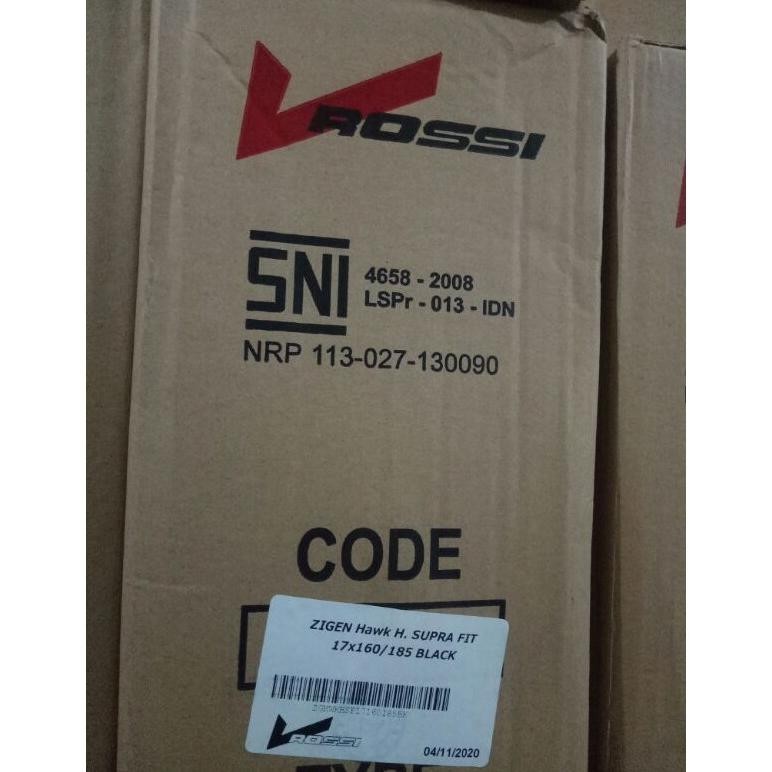 V ROSSI
SNI
4658 - 2008
LSPr - 013 - IDN
NRP 113-027-130090
CODE
ZIGEN Hawk H. SUPRA FIT
17x160/185 BLACK
V ROSSI
04/11/2020